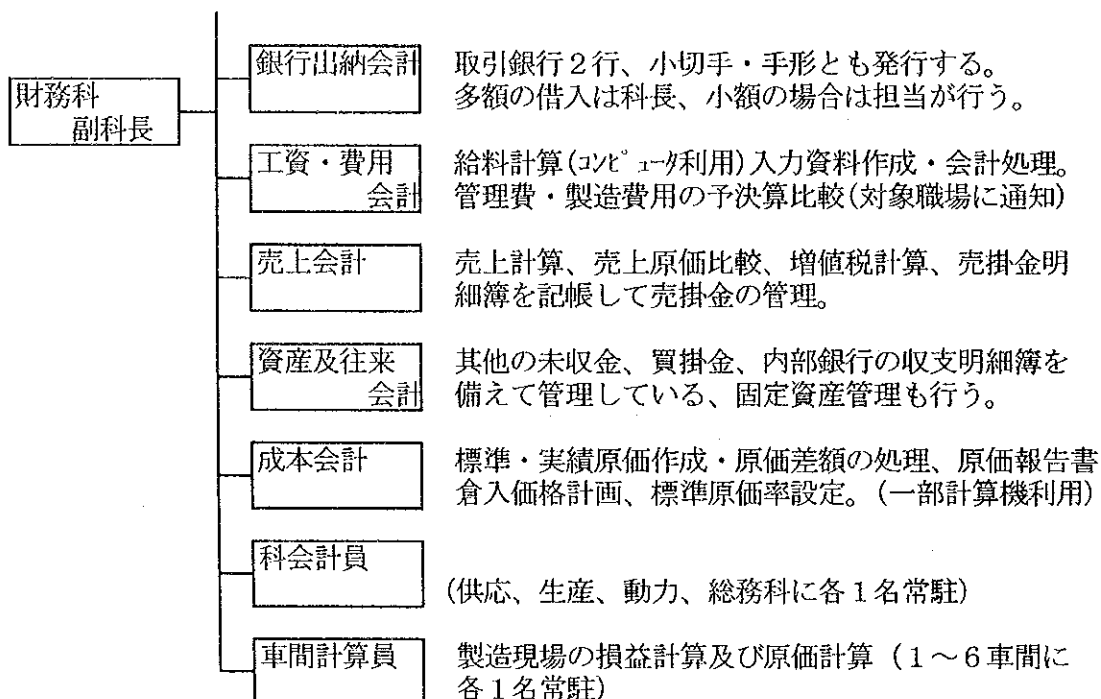 銀行出納会計 取引銀行2行、小切手・手形とも発行する。
多額の借入は科長、小額の場合は担当が行う。
財務科
副科長
工資・費用
会計
給料計算(ｺﾝﾋﾟｭｰﾀ利用)入力資料作成・会計処理。
管理費・製造費用の予決算比較(対象職場に通知)
売上会計 売上計算、売上原価比較、増値税計算、売掛金明
細簿を記帳して売掛金の管理。
資産及往来
会計
其他の未収金、買掛金、内部銀行の収支明細簿を
備えて管理している、固定資産管理も行う。
成本会計 標準・実績原価作成・原価差額の処理、原価報告書
倉入価格計画、標準原価率設定。(一部計算機利用)
科会計員
(供応、生産、動力、総務科に各1名常駐)
車間計算員 製造現場の損益計算及び原価計算 (1～6車間に
各1名常駐)